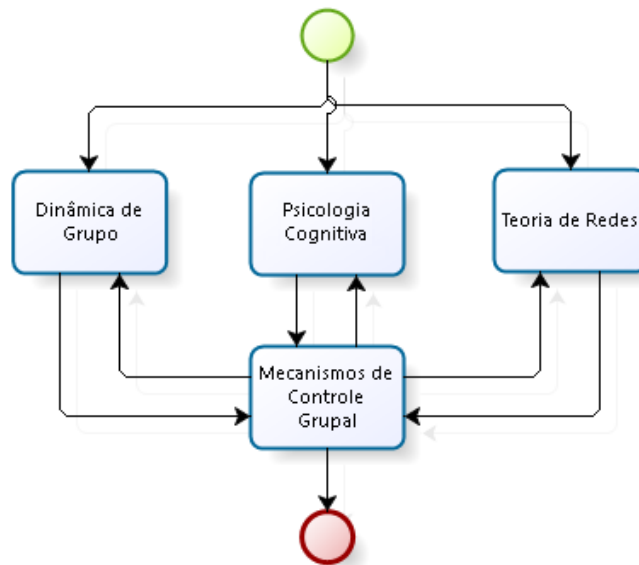 Dinâmica de
Grupo
Psicologia
Cognitiva
Teoria de Redes
Mecanismos de
Controle
Grupal